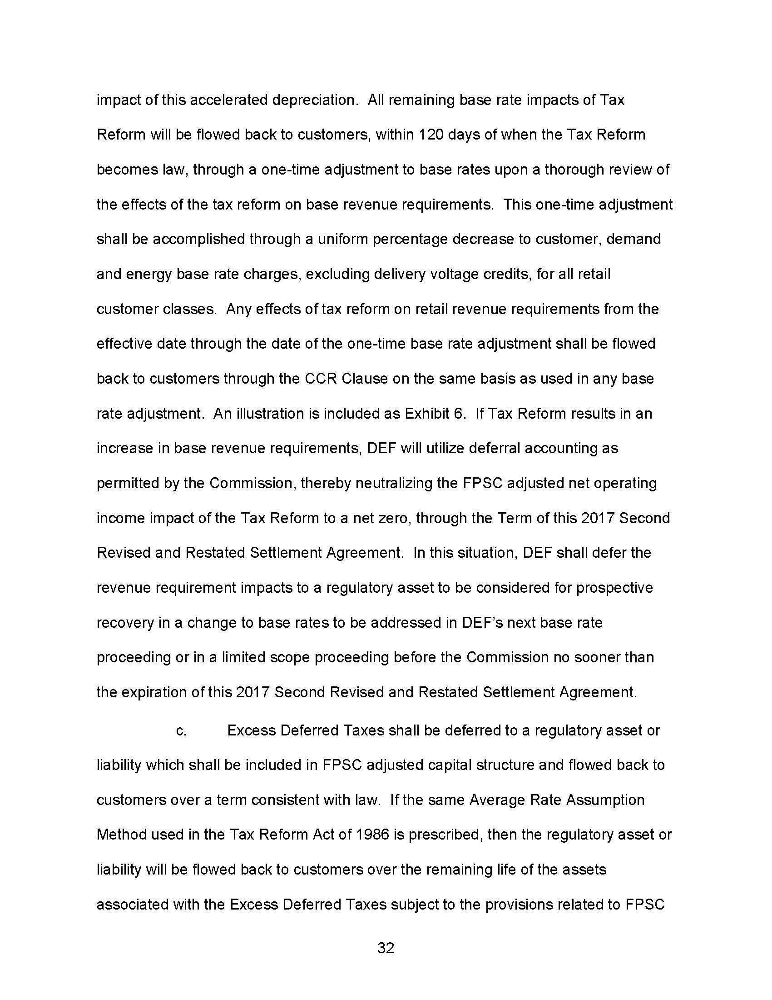 impact of this accelerated depreciation.  All remaining base rate impacts of Tax
Reform will be flowed back to customers, within 120 days of when the Tax Reform
becomes law, through a one-time adjustment to base rates upon a thorough review of
the effects of the tax reform on base revenue requirements.  This one-time adjustment
shall be accomplished through a uniform percentage decrease to customer, demand
and energy base rate charges, excluding delivery voltage credits, for all retail
customer classes.  Any effects of tax reform on retail revenue requirements from the
effective date through the date of the one-time base rate adjustment shall be flowed
back to customers through the CCR Clause on the same basis as used in any base
rate adjustment.  An illustration is included as Exhibit 6.  If Tax Reform results in an
increase in base revenue requirements, DEF will utilize deferral accounting as
permitted by the Commission, thereby neutralizing the FPSC adjusted net operating
income impact of the Tax Reform to a net zero, through the Term of this 2017 Second
Revised and Restated Settlement Agreement.  In this situation, DEF shall defer the
revenue requirement impacts to a regulatory asset to be considered for prospective
recovery in a change to base rates to be addressed in DEF’s next base rate
proceeding or in a limited scope proceeding before the Commission no sooner than
the expiration of this 2017 Second Revised and Restated Settlement Agreement.
c. Excess Deferred Taxes shall be deferred to a regulatory asset or
liability which shall be included in FPSC adjusted capital structure and flowed back to
customers over a term consistent with law.  If the same Average Rate Assumption
Method used in the Tax Reform Act of 1986 is prescribed, then the regulatory asset or
liability will be flowed back to customers over the remaining life of the assets
associated with the Excess Deferred Taxes subject to the provisions related to FPSC
32